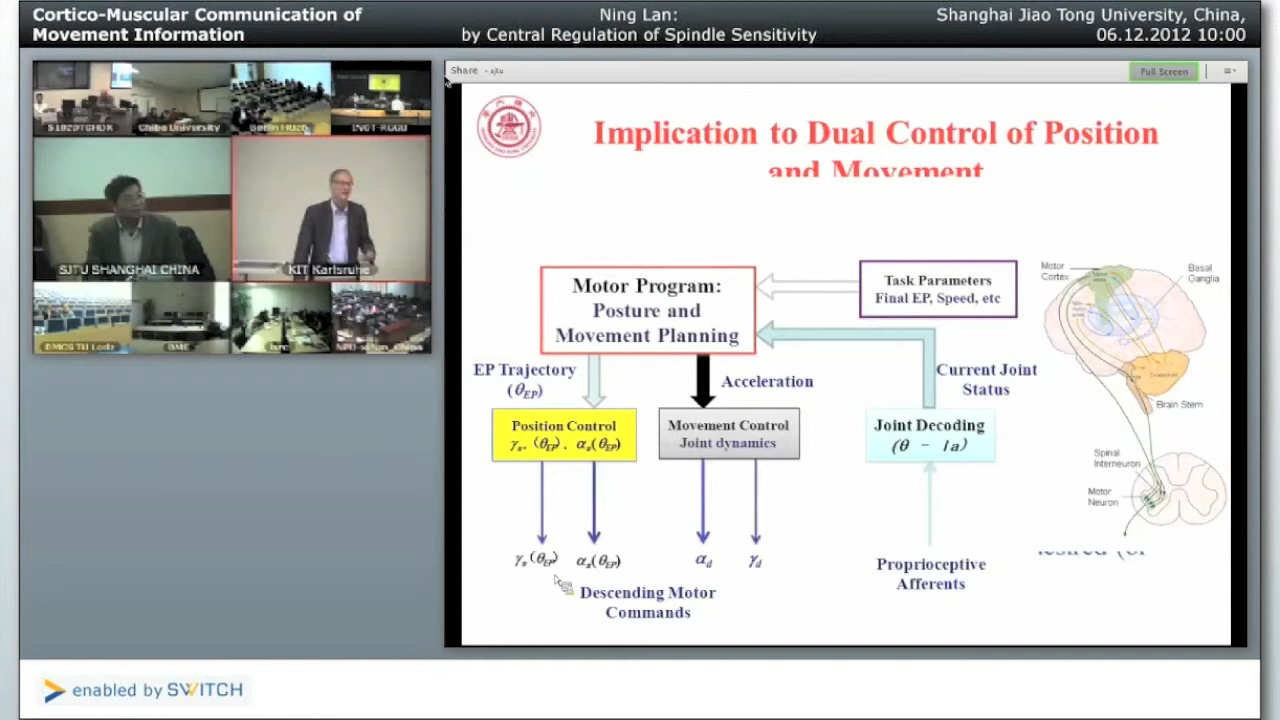 Cortico-Muscular Communication of
Movement Information
Ning Lan:
by Central Regulation of Spindle Sensitivity
Shanghai Jiao Tong University, China,
06.12.2012 10:00
Share - sjtu
Full Screen
Chiba University
SJTU SHANGHAI CHINA
KIT Karlsruhe
DMCS TU Lodz
Implication to Dual Control of Position
and Movement
Motor Program:
Posture and
Movement Planning
Task Parameters
Final EP, Speed, etc
EP Trajectory
(θEP)
Acceleration
Current Joint
Status
Position Control
γs. (θEP). αs(θEP)
Movement Control
Joint dynamics
Joint Decoding
(θ - Ia)
γs(θEP) αs(θEP) αd γd
Descending Motor
Commands
Proprioceptive
Afferents
Motor
Cortex
Basal
Ganglia
Brain Stem
Spinal
Interneuron
Motor
Neuron
enabled by SWITCH